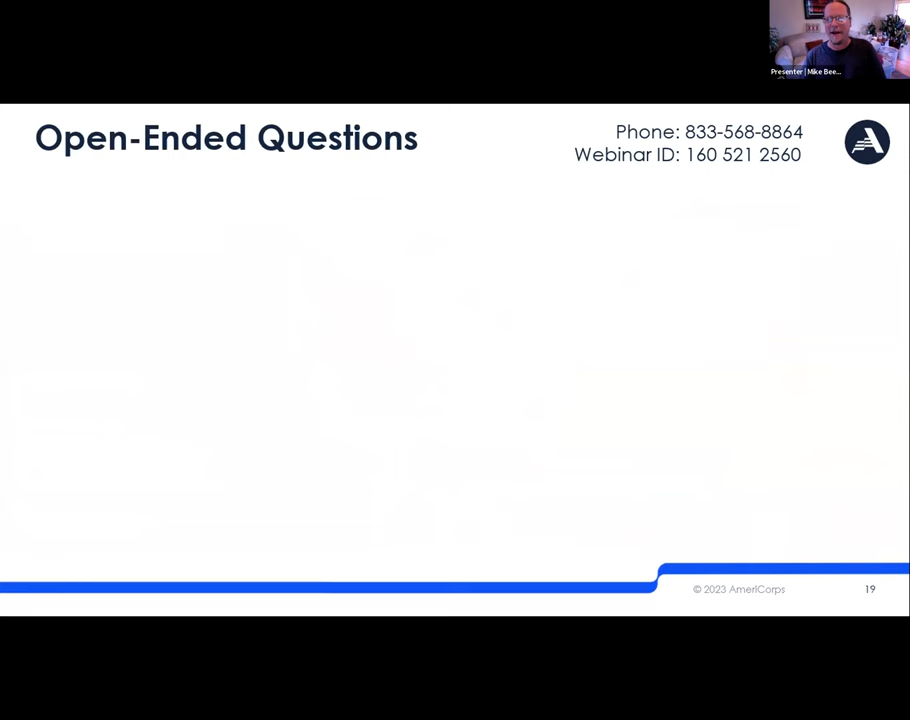 Presenter | Mike Bee...
Open-Ended Questions
Phone: 833-568-8864
Webinar ID: 160 521 2560
© 2023 AmeriCorps
19